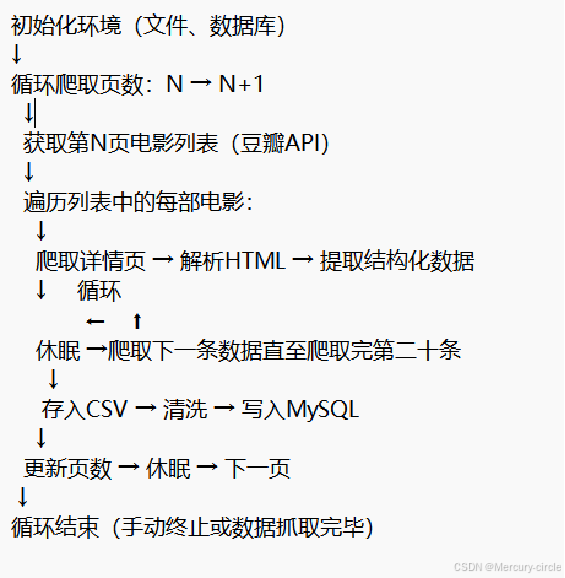 初始化环境（文件、数据库）
↓
循环爬取页数：N → N+1
↓
获取第N页电影列表（豆瓣API）
↓
遍历列表中的每部电影：
↓
爬取详情页 → 解析HTML → 提取结构化数据
↓ 循环
← ↑
休眠 →爬取下一条数据直至爬取完第二十条
↓
存入CSV → 清洗 → 写入MySQL
↓
更新页数 → 休眠 → 下一页
↓
循环结束（手动终止或数据抓取完毕）
CSDN @Mercury-circle